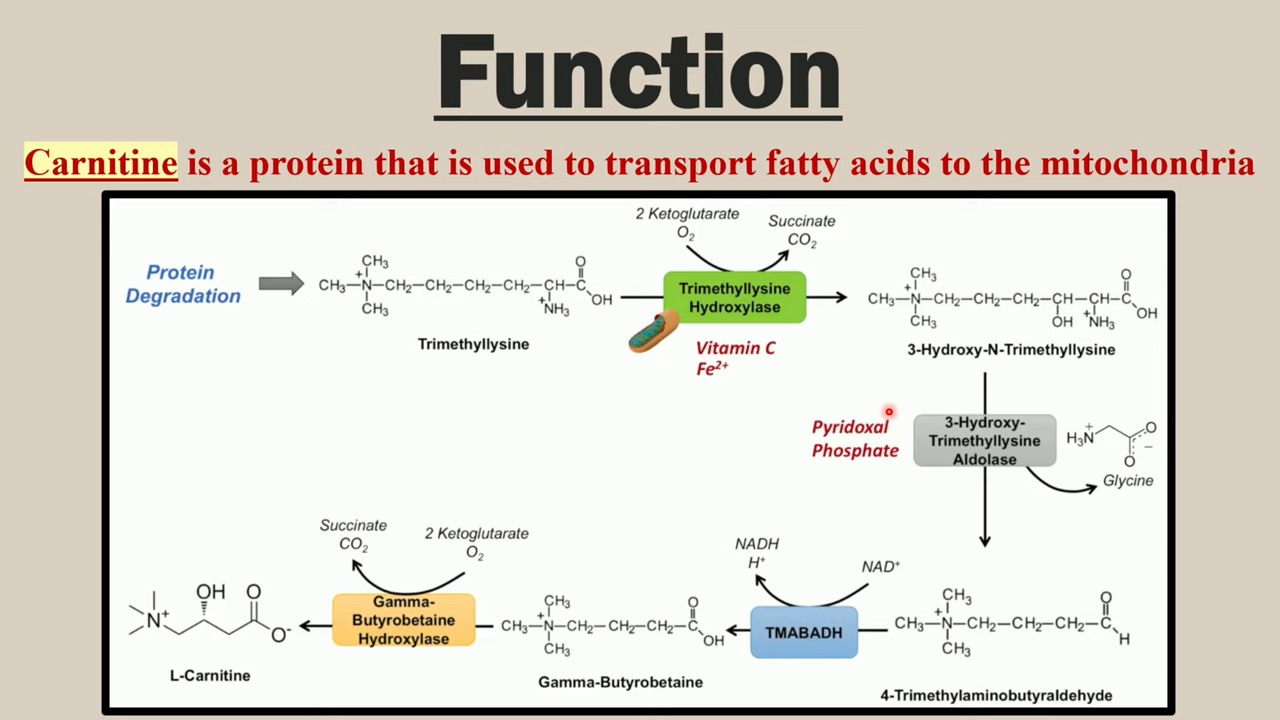 Function
Carnitine is a protein that is used to transport fatty acids to the mitochondria
2 Ketoglutarate
O2
Succinate
CO2
Protein
Degradation
CH3
CH3—N+—CH2—CH2—CH2—CH2—CH—C
O
OH
CH3
+NH3
Trimethyllysine
Trimethyllysine
Hydroxylase
Vitamin C
Fe2+
CH3
CH3—N+—CH2—CH2—CH2—CH—CH—C
O
OH
CH3
OH
+NH3
3-Hydroxy-N-Trimethyllysine
Pyridoxal
Phosphate
3-Hydroxy-
Trimethyllysine
Aldolase
H3N+
O
O
−
Glycine
Succinate
CO2
2 Ketoglutarate
O2
NADH
H+
NAD+
N+
OH
O
O-
L-Carnitine
Gamma-
Butyrobetaine
Hydroxylase
CH3
CH3—N+—CH2—CH2—CH2—C
O
OH
CH3
Gamma-Butyrobetaine
TMABADH
CH3
CH3—N+—CH2—CH2—CH2—C
O
H
CH3
4-Trimethylaminobutyraldehyde